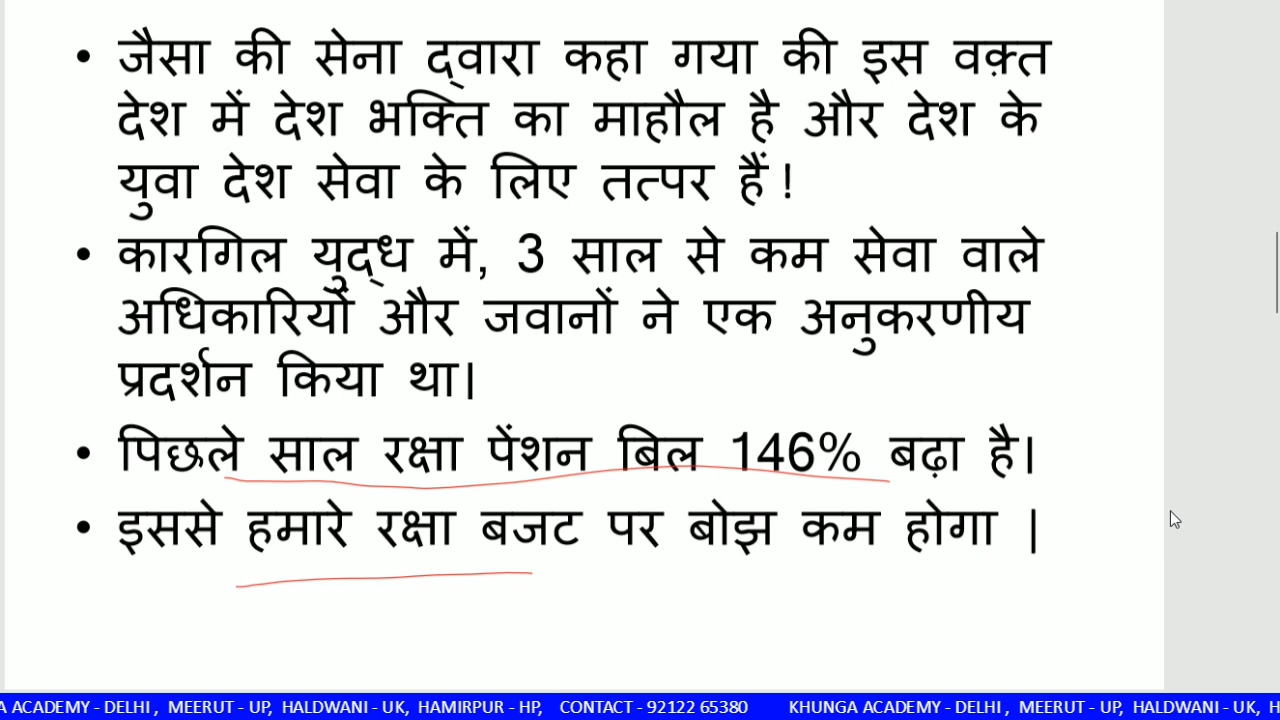 • जैसा की सेना द्वारा कहा गया की इस वक़्त
देश में देश भक्ति का माहौल है और देश के
युवा देश सेवा के लिए तत्पर हैं !
• कारगिल युद्ध में, 3 साल से कम सेवा वाले
अधिकारियों और जवानों ने एक अनुकरणीय
प्रदर्शन किया था।
• पिछले साल रक्षा पेंशन बिल 146% बढ़ा है।
• इससे हमारे रक्षा बजट पर बोझ कम होगा |
A ACADEMY - DELHI , MEERUT - UP, HALDWANI - UK, HAMIRPUR - HP, CONTACT - 92122 65380 KHUNGA ACADEMY - DELHI , MEERUT - UP, HALDWANI - UK, H